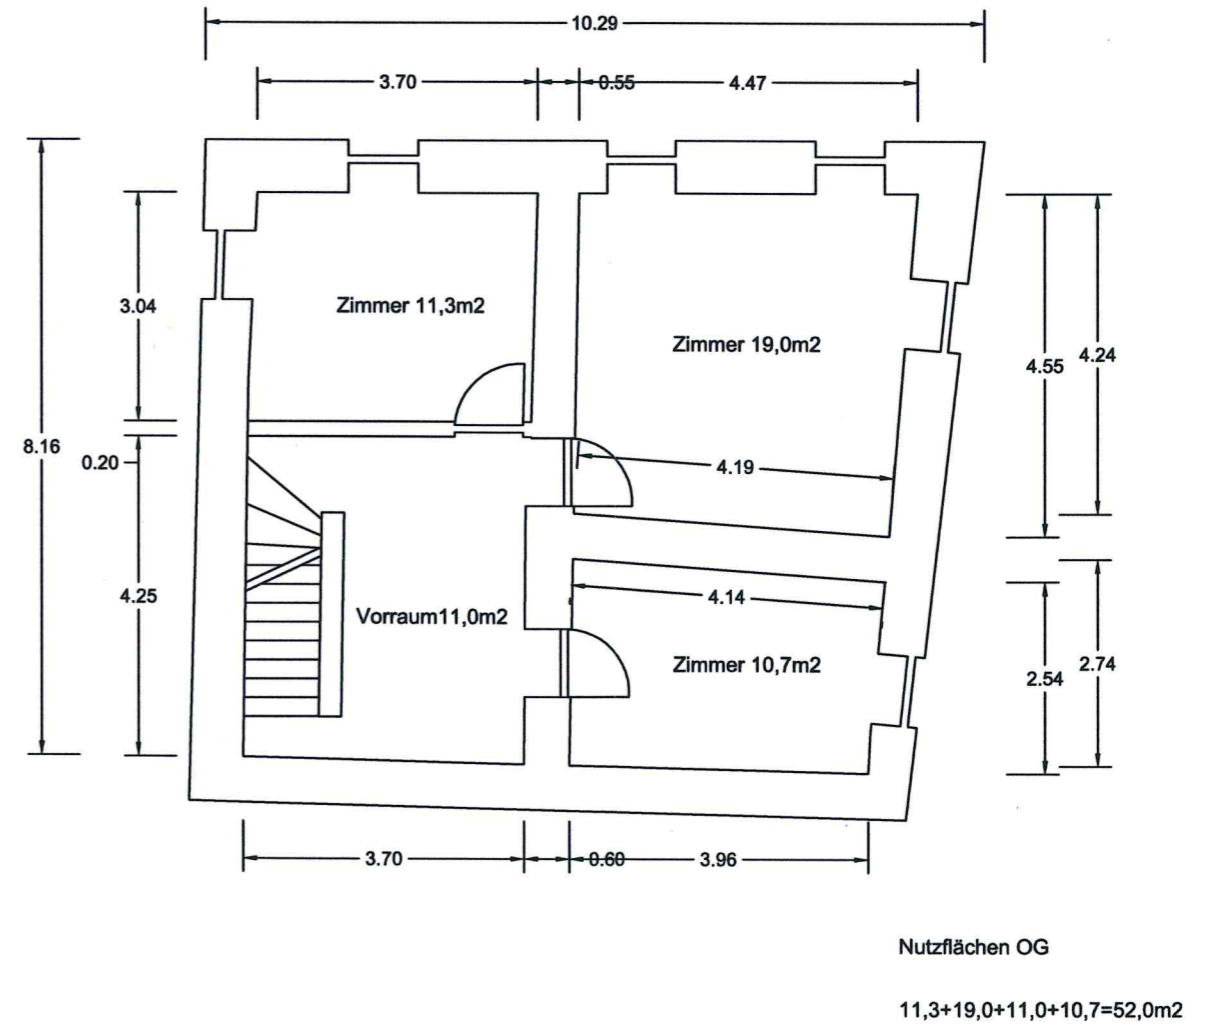 10.29
3.70
0.55
4.47
3.04
Zimmer 11,3m2
Zimmer 19,0m2
4.55
4.24
8.16
0.20
4.19
4.25
Vorraum11,0m2
4.14
Zimmer 10,7m2
2.54
2.74
3.70
0.60
3.96
Nutzflächen OG
11,3+19,0+11,0+10,7=52,0m2